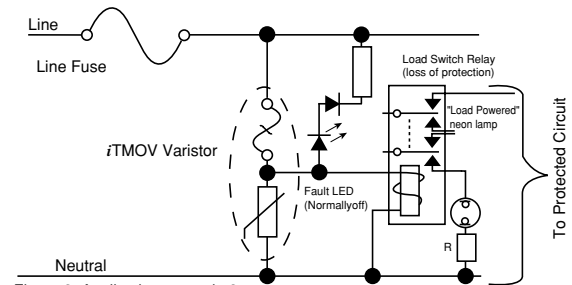 Line
Line Fuse
Load Switch Relay
(loss of protection)
"Load Powered"
neon lamp
iTMOV Varistor
Fault LED
(Normallyoff)
R
To Protected Circuit
Neutral